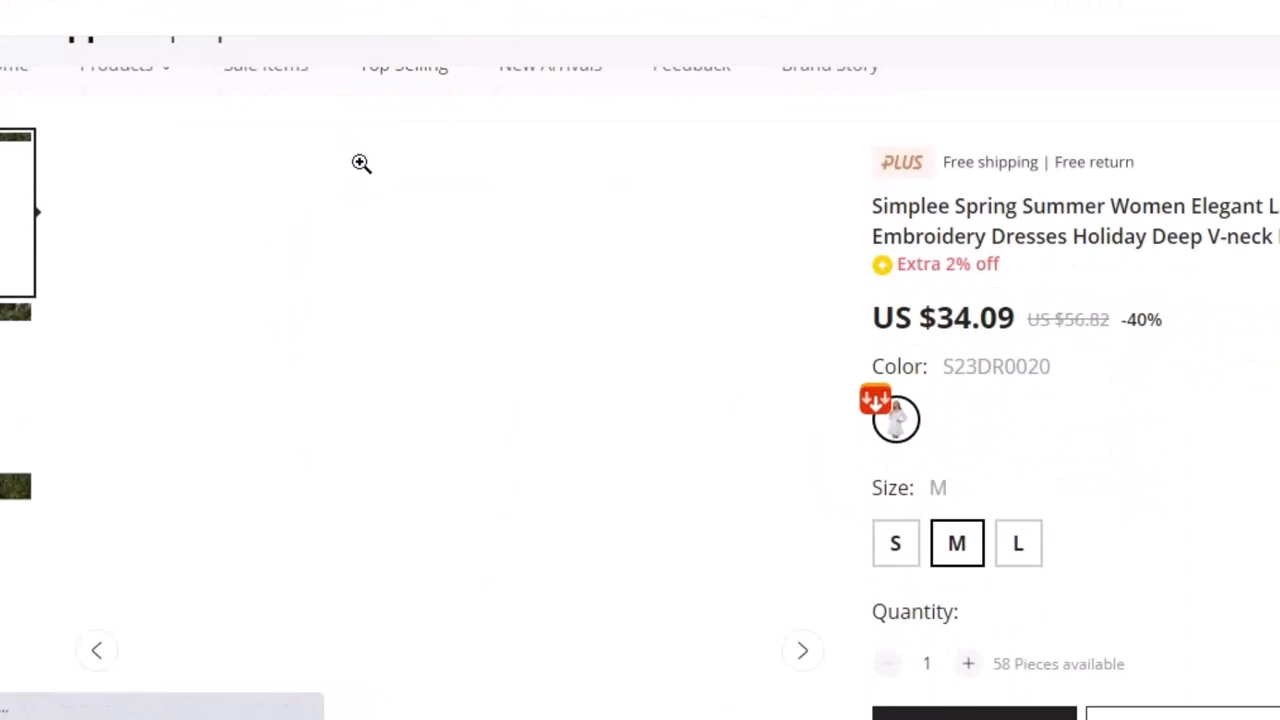 Products
Sale Items
Top Selling
New Arrivals
Feedback
Brand Story
PLUS Free shipping | Free return
Simplee Spring Summer Women Elegant
Embroidery Dresses Holiday Deep V-neck
Extra 2% off
US $34.09 US $56.82 -40%
Color: S23DR0020
Size: M
S M L
Quantity:
1 + 58 Pieces available